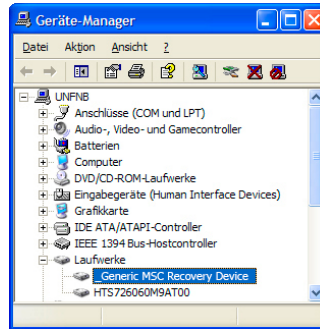 Geräte-Manager
Datei Aktion Ansicht ?
UNFNB
Anschlüsse (COM und LPT)
Audio-, Video- und Gamecontroller
Batterien
Computer
DVD/CD-ROM-Laufwerke
Eingabegeräte (Human Interface Devices)
Grafikkarte
IDE ATA/ATAPI-Controller
IEEE 1394 Bus-Hostcontroller
Laufwerke
_Generic MSC Recovery Device
HTS726060M9AT00